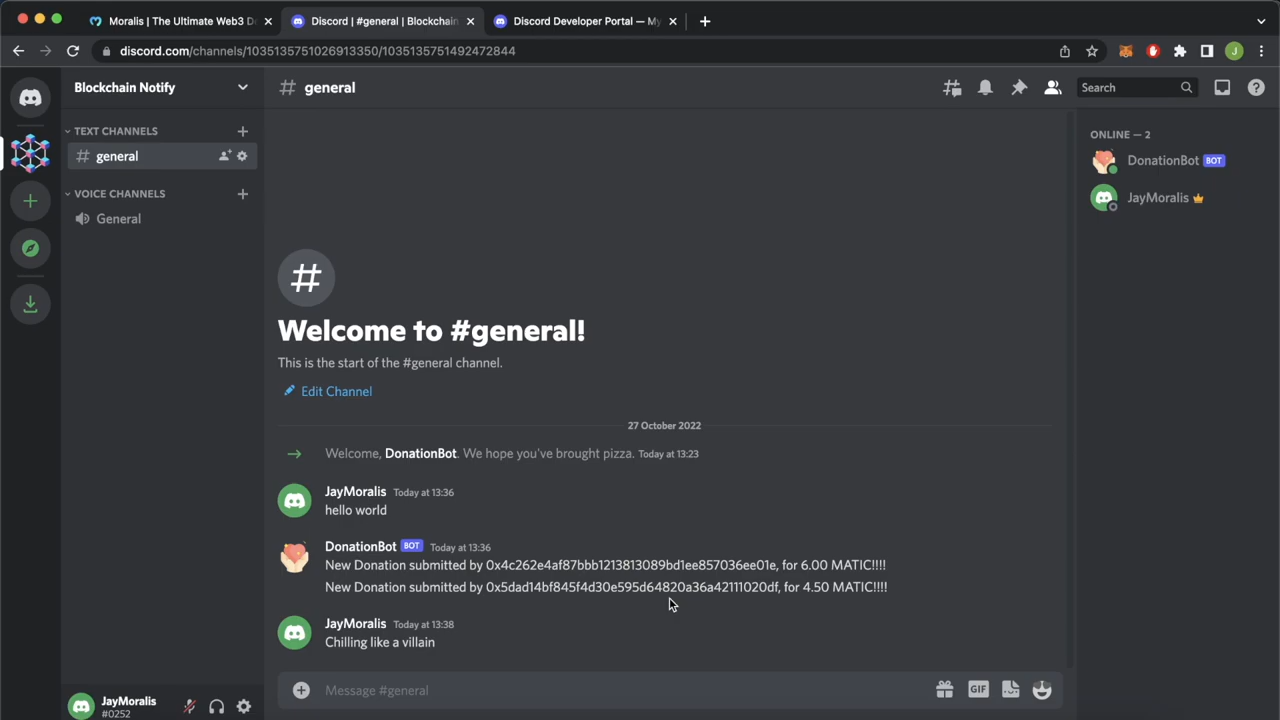 Moralis | The Ultimate Web3 D
Discord | #general | Blockchain
Discord Developer Portal — My
discord.com/channels/1035135751026913350/1035135751492472844
J
Blockchain Notify
# general
Search
TEXT CHANNELS
# general
VOICE CHANNELS
General
ONLINE — 2
DonationBot BOT
JayMoralis
#
Welcome to #general!
This is the start of the #general channel.
Edit Channel
27 October 2022
Welcome, DonationBot. We hope you've brought pizza. Today at 13:23
JayMoralis Today at 13:36
hello world
DonationBot BOT Today at 13:36
New Donation submitted by 0x4c262e4af87bbb1213813089bd1ee857036ee01e, for 6.00 MATIC!!!!
New Donation submitted by 0x5dad14bf845f4d30e595d64820a36a42111020df, for 4.50 MATIC!!!!
JayMoralis Today at 13:38
Chilling like a villain
Message #general
GIF
JayMoralis
#0252